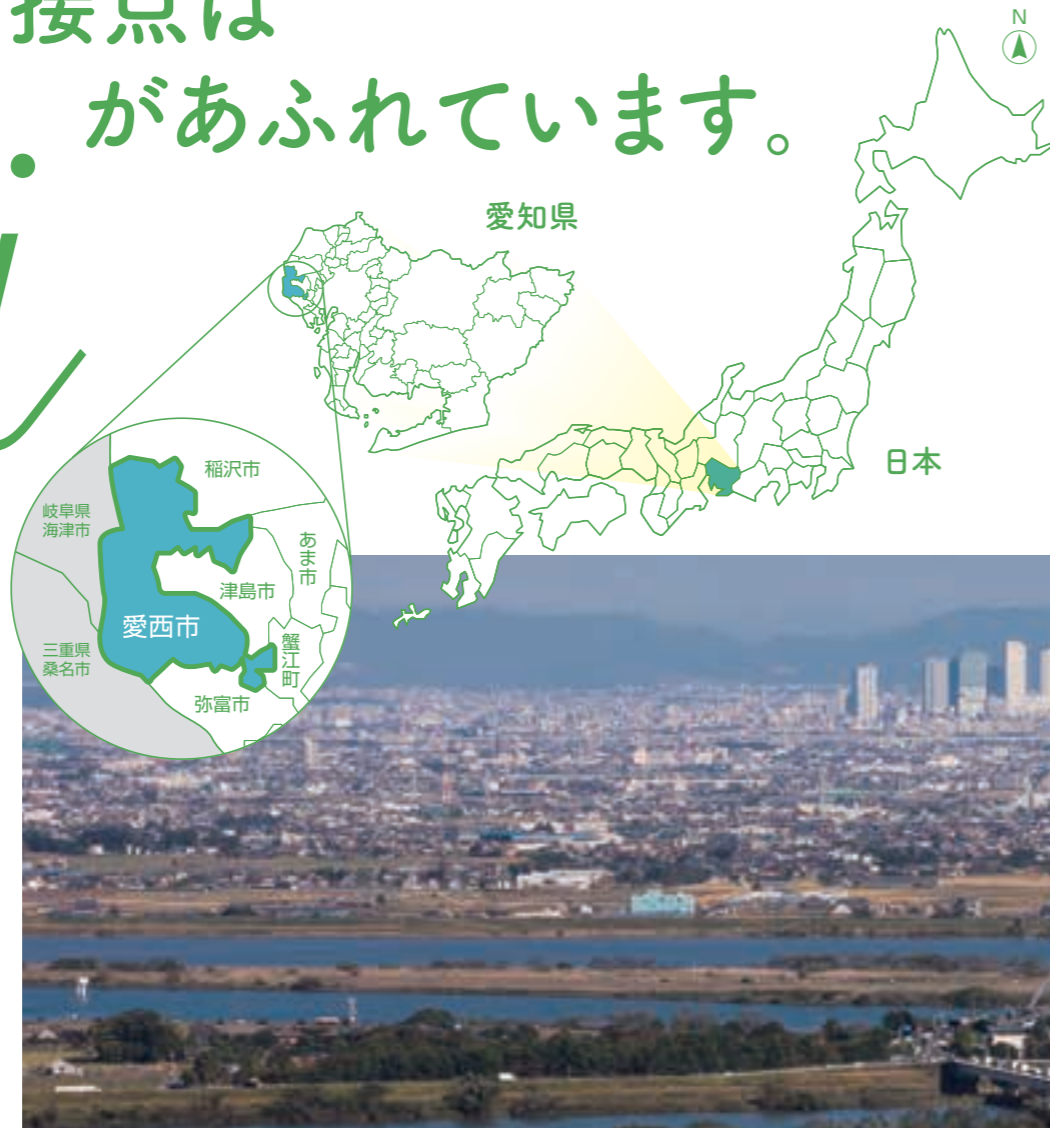 接点は
があふれています。
N
愛知県
日本
稲沢市
岐阜県
海津市
あま市
津島市
愛西市
蟹江町
三重県
桑名市
弥富市